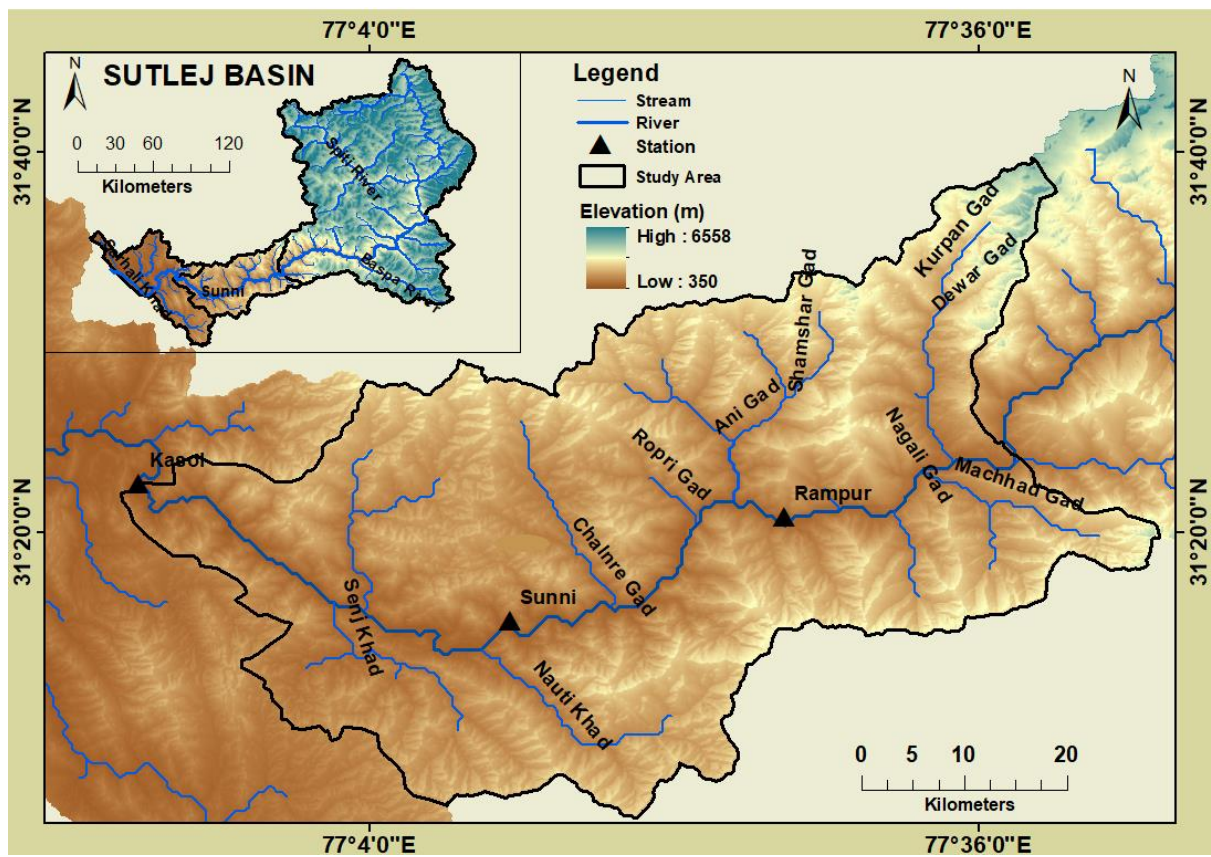 77°4'0"E
77°36'0"E
SUTLEJ BASIN
N
0 30 60 120
Kilometers
Spiti River
Baspa River
Sunni
Legend
Stream
River
Station
Study Area
Elevation (m)
High : 6558
Low : 350
N
31°40'0"N
31°40'0"N
Kurpan Gad
Dewar Gad
Shamshar Gad
Ani Gad
Ropri Gad
Nagali Gad
Machhad Gad
Kasol
Rampur
31°20'0"N
31°20'0"N
Chalnre Gad
Sunni
Senj Khad
Nauti Khad
0 5 10 20
Kilometers
77°4'0"E
77°36'0"E